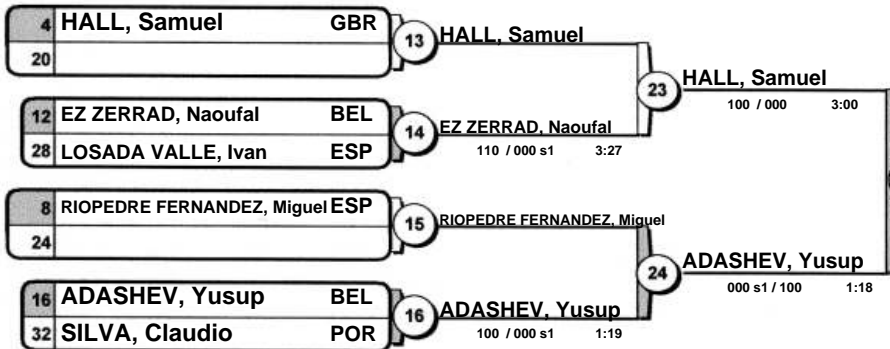 4 HALL, Samuel GBR
20
13 HALL, Samuel
12 EZ ZERRAD, Naoufal BEL
28 LOSADA VALLE, Ivan ESP
14 EZ ZERRAD, Naoufal
110 / 000 s1 3:27
23 HALL, Samuel
100 / 000 3:00
8 RIOPEDRE FERNANDEZ, Miguel ESP
24
15 RIOPEDRE FERNANDEZ, Miguel
16 ADASHEV, Yusup BEL
32 SILVA, Claudio POR
16 ADASHEV, Yusup
100 / 000 s1 1:19
24 ADASHEV, Yusup
000 s1 / 100 1:18